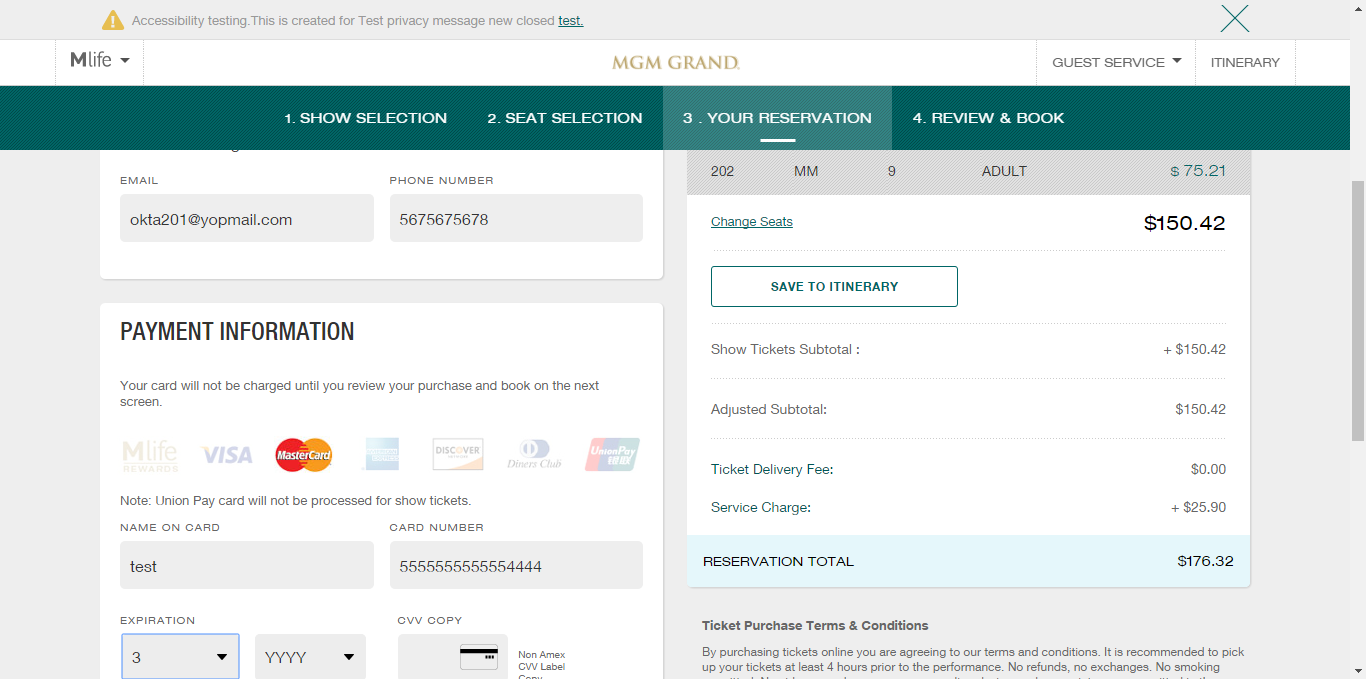 Accessibility testing.This is created for Test privacy message new closed test.
Mlife
MGM GRAND.
GUEST SERVICE
ITINERARY
1. SHOW SELECTION
2. SEAT SELECTION
3 . YOUR RESERVATION
4. REVIEW & BOOK
EMAIL
PHONE NUMBER
okta201@yopmail.com
5675675678
PAYMENT INFORMATION
Your card will not be charged until you review your purchase and book on the next
screen.
Mlife
REWARDS
VISA
MasterCard
AMERICAN EXPRESS
DISCOVER
Diners Club
UnionPay
银联
Note: Union Pay card will not be processed for show tickets.
NAME ON CARD
CARD NUMBER
test
5555555555554444
EXPIRATION
CVV COPY
3
YYYY
Non Amex
CVV Label
Copy
202 MM 9 ADULT $ 75.21
Change Seats
$150.42
SAVE TO ITINERARY
Show Tickets Subtotal : + $150.42
Adjusted Subtotal: $150.42
Ticket Delivery Fee: $0.00
Service Charge: + $25.90
RESERVATION TOTAL $176.32
Ticket Purchase Terms & Conditions
By purchasing tickets online you are agreeing to our terms and conditions. It is recommended to pick
up your tickets at least 4 hours prior to the performance. No refunds, no exchanges. No smoking